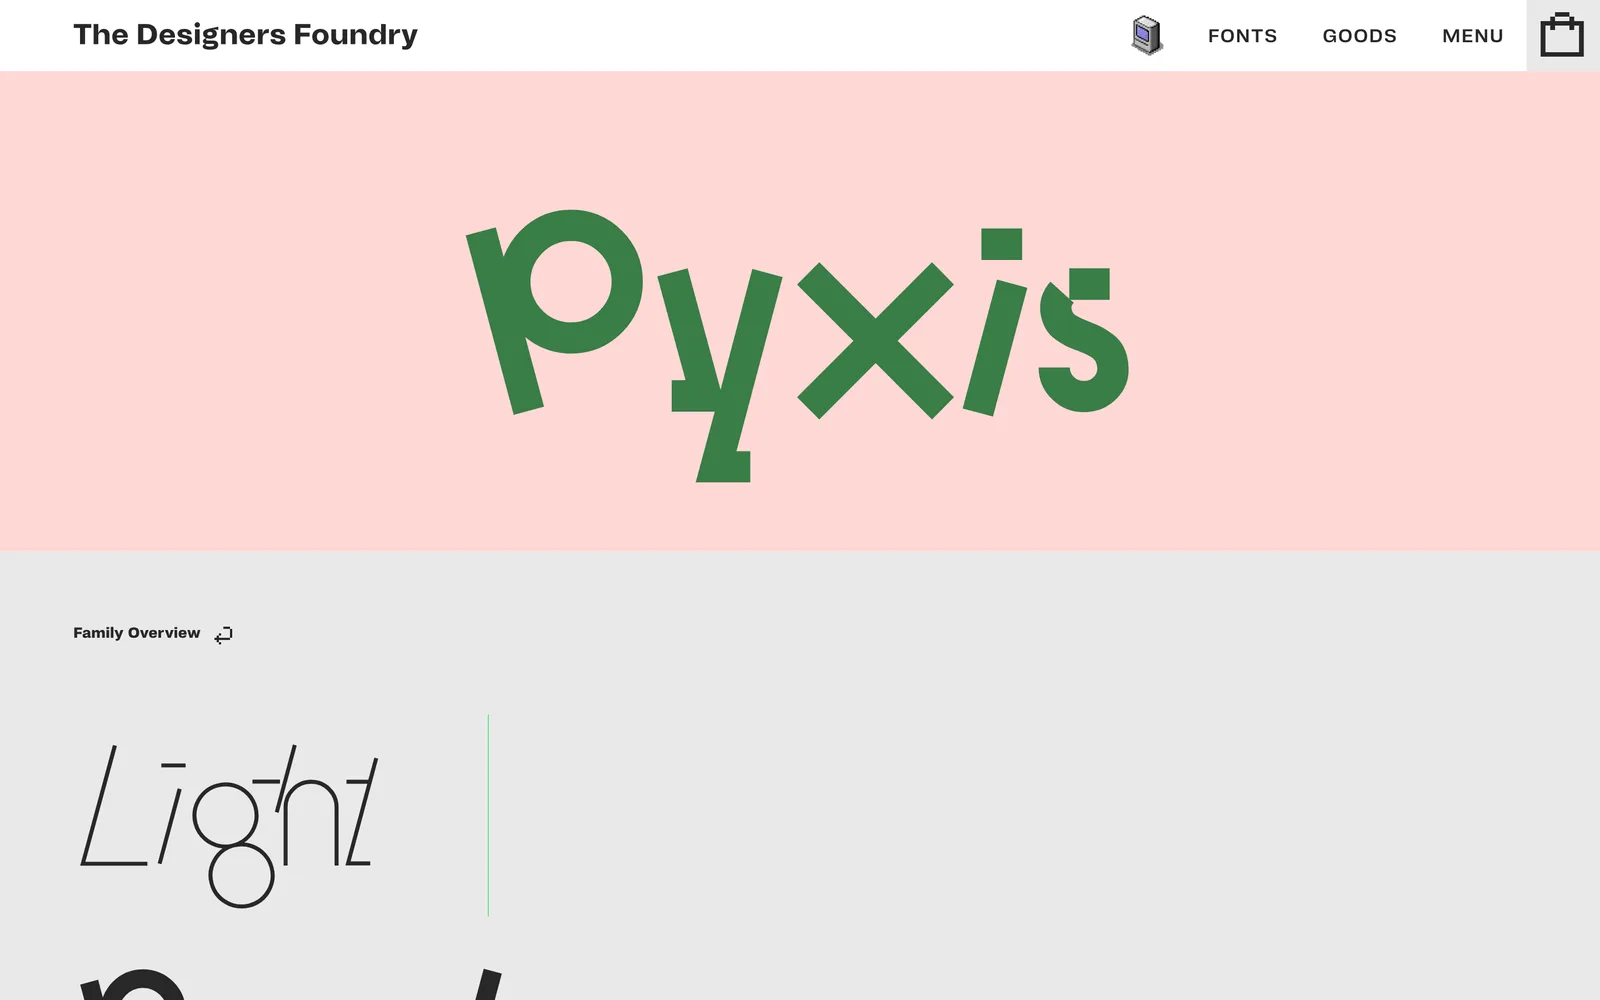 The Designers Foundry
FONTS
GOODS
MENU
pyxis
Family Overview
Light